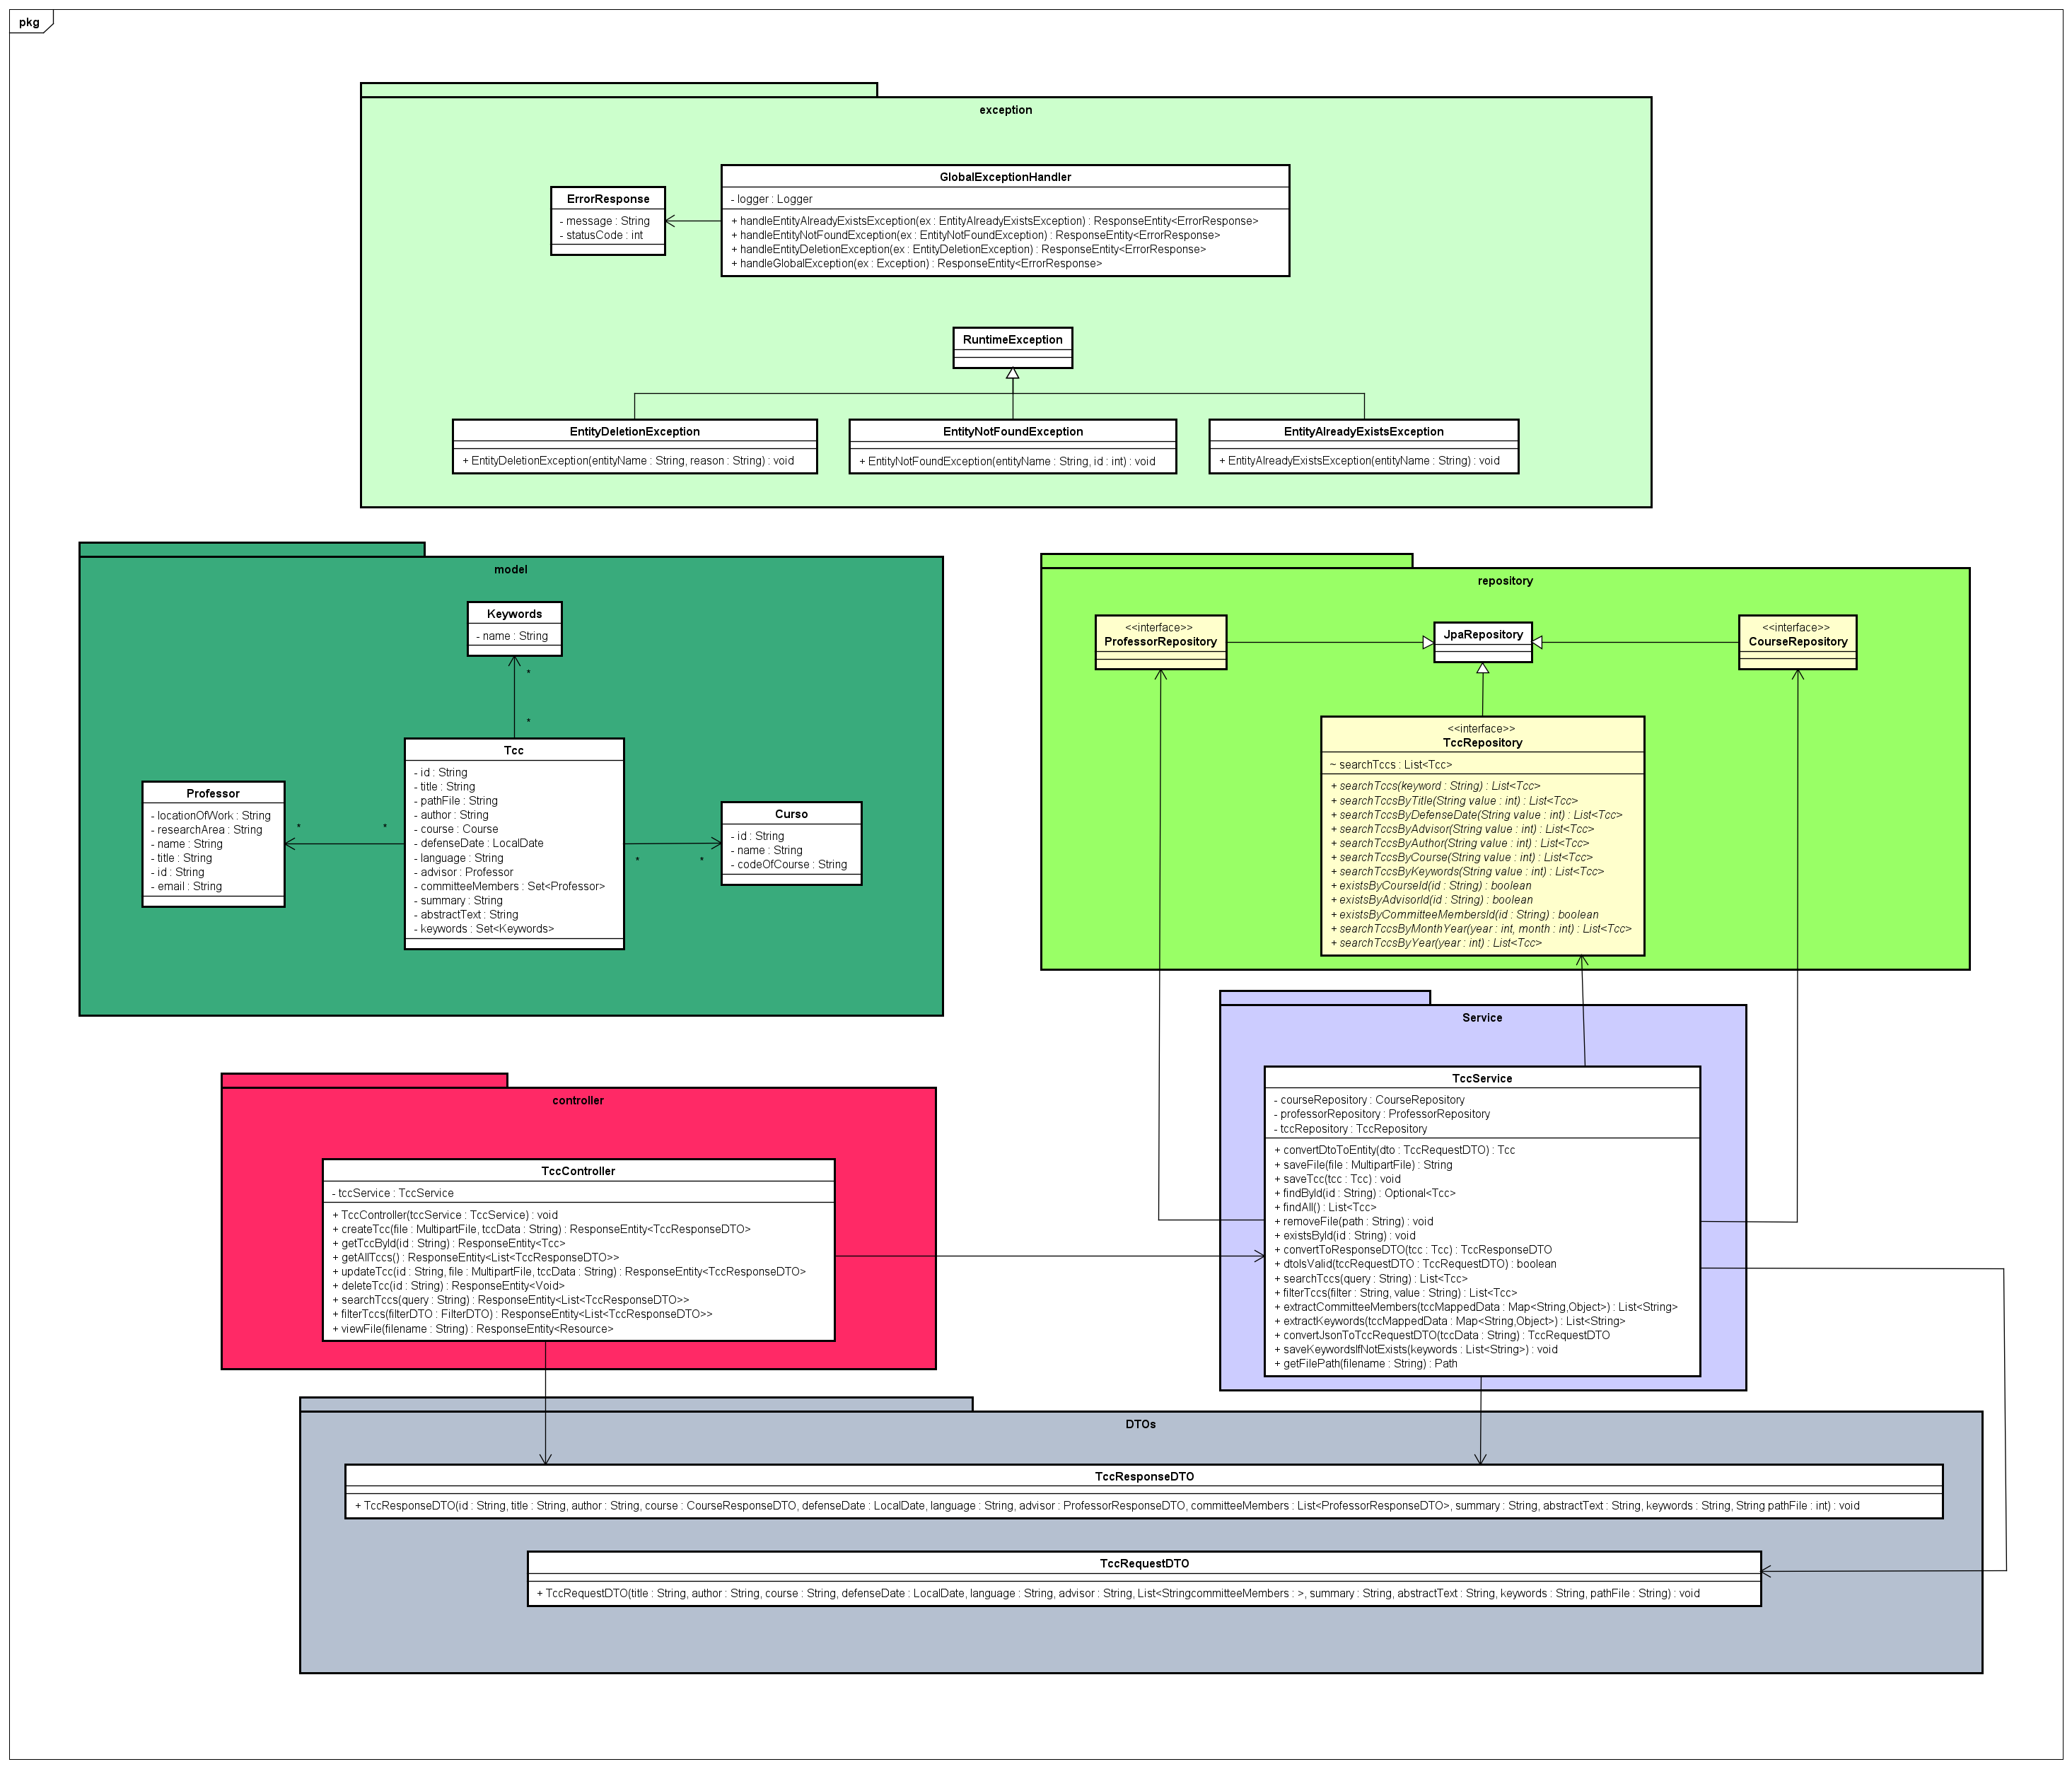 pkg
exception
ErrorResponse
- message : String
- statusCode : int
GlobalExceptionHandler
- logger : Logger
+ handleEntityAlreadyExistsException(ex : EntityAlreadyExistsException) : ResponseEntity<ErrorResponse>
+ handleEntityNotFoundException(ex : EntityNotFoundException) : ResponseEntity<ErrorResponse>
+ handleEntityDeletionException(ex : EntityDeletionException) : ResponseEntity<ErrorResponse>
+ handleGlobalException(ex : Exception) : ResponseEntity<ErrorResponse>
RuntimeException
EntityDeletionException
+ EntityDeletionException(entityName : String, reason : String) : void
EntityNotFoundException
+ EntityNotFoundException(entityName : String, id : int) : void
EntityAlreadyExistsException
+ EntityAlreadyExistsException(entityName : String) : void
model
Keywords
- name : String
*
*
Tcc
- id : String
- title : String
- pathFile : String
- author : String
- course : Course
- defenseDate : LocalDate
- language : String
- advisor : Professor
- committeeMembers : Set<Professor>
- summary : String
- abstractText : String
- keywords : Set<Keywords>
Professor
- locationOfWork : String
- researchArea : String
- name : String
- title : String
- id : String
- email : String
*
*
Curso
- id : String
- name : String
- codeOfCourse : String
*
*
repository
<<interface>>
ProfessorRepository
JpaRepository
<<interface>>
CourseRepository
<<interface>>
TccRepository
~ searchTccs : List<Tcc>
+ searchTccs(keyword : String) : List<Tcc>
+ searchTccsByTitle(String value : int) : List<Tcc>
+ searchTccsByDefenseDate(String value : int) : List<Tcc>
+ searchTccsByAdvisor(String value : int) : List<Tcc>
+ searchTccsByAuthor(String value : int) : List<Tcc>
+ searchTccsByCourse(String value : int) : List<Tcc>
+ searchTccsByKeywords(String value : int) : List<Tcc>
+ existsByCourseId(id : String) : boolean
+ existsByAdvisorId(id : String) : boolean
+ existsByCommitteeMembersId(id : String) : boolean
+ searchTccsByMonthYear(year : int, month : int) : List<Tcc>
+ searchTccsByYear(year : int) : List<Tcc>
Service
TccService
- courseRepository : CourseRepository
- professorRepository : ProfessorRepository
- tccRepository : TccRepository
+ convertDtoToEntity(dto : TccRequestDTO) : Tcc
+ saveFile(file : MultipartFile) : String
+ saveTcc(tcc : Tcc) : void
+ findById(id : String) : Optional<Tcc>
+ findAll() : List<Tcc>
+ removeFile(path : String) : void
+ existsById(id : String) : void
+ convertToResponseDTO(tcc : Tcc) : TccResponseDTO
+ dtoIsValid(tccRequestDTO : TccRequestDTO) : boolean
+ searchTccs(query : String) : List<Tcc>
+ filterTccs(filter : String, value : String) : List<Tcc>
+ extractCommitteeMembers(tccMappedData : Map<String,Object>) : List<String>
+ extractKeywords(tccMappedData : Map<String,Object>) : List<String>
+ convertJsonToTccRequestDTO(tccData : String) : TccRequestDTO
+ saveKeywordsIfNotExists(keywords : List<String>) : void
+ getFilePath(filename : String) : Path
controller
TccController
- tccService : TccService
+ TccController(tccService : TccService) : void
+ createTcc(file : MultipartFile, tccData : String) : ResponseEntity<TccResponseDTO>
+ getTccById(id : String) : ResponseEntity<Tcc>
+ getAllTccs() : ResponseEntity<List<TccResponseDTO>>
+ updateTcc(id : String, file : MultipartFile, tccData : String) : ResponseEntity<TccResponseDTO>
+ deleteTcc(id : String) : ResponseEntity<Void>
+ searchTccs(query : String) : ResponseEntity<List<TccResponseDTO>>
+ filterTccs(filterDTO : FilterDTO) : ResponseEntity<List<TccResponseDTO>>
+ viewFile(filename : String) : ResponseEntity<Resource>
DTOs
TccResponseDTO
+ TccResponseDTO(id : String, title : String, author : String, course : CourseResponseDTO, defenseDate : LocalDate, language : String, advisor : ProfessorResponseDTO, committeeMembers : List<ProfessorResponseDTO>, summary : String, abstractText : String, keywords : String, String pathFile : int) : void
TccRequestDTO
+ TccRequestDTO(title : String, author : String, course : String, defenseDate : LocalDate, language : String, advisor : String, List<StringcommitteeMembers : >, summary : String, abstractText : String, keywords : String, pathFile : String) : void